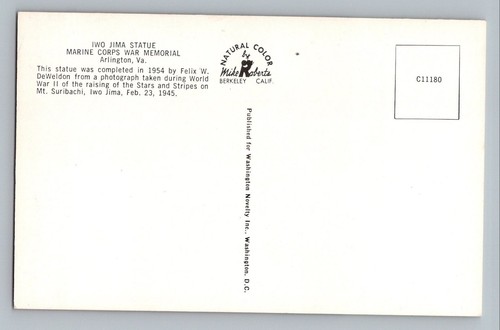 IWO JIMA STATUE
MARINE CORPS WAR MEMORIAL
Arlington, Va.
This statue was completed in 1954 by Felix W.
DeWeldon from a photograph taken during World
War II of the raising of the Stars and Stripes on
Mt. Suribachi, Iwo Jima, Feb. 23, 1945.
NATURAL COLOR
by
Mike Roberts
BERKELEY CALIF.
C11180
Published for Washington Novelty Inc., Washington, D.C.